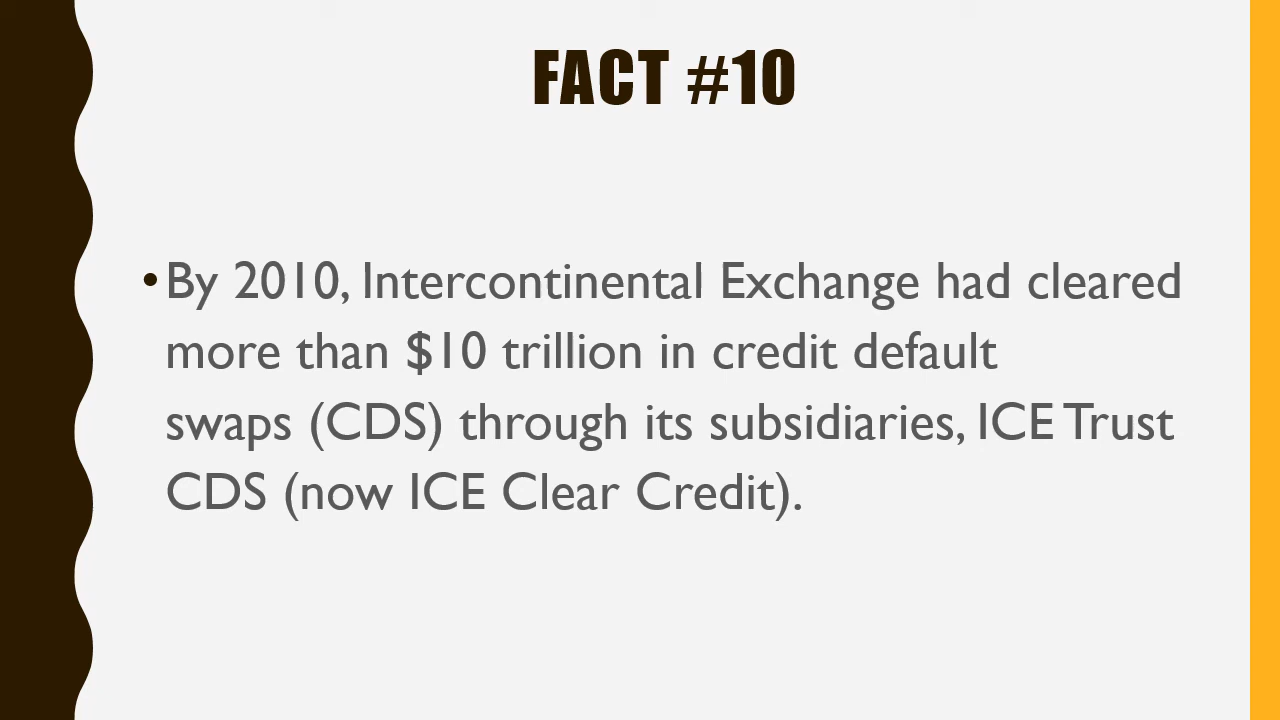 FACT #10
• By 2010, Intercontinental Exchange had cleared
more than $10 trillion in credit default
swaps (CDS) through its subsidiaries, ICE Trust
CDS (now ICE Clear Credit).